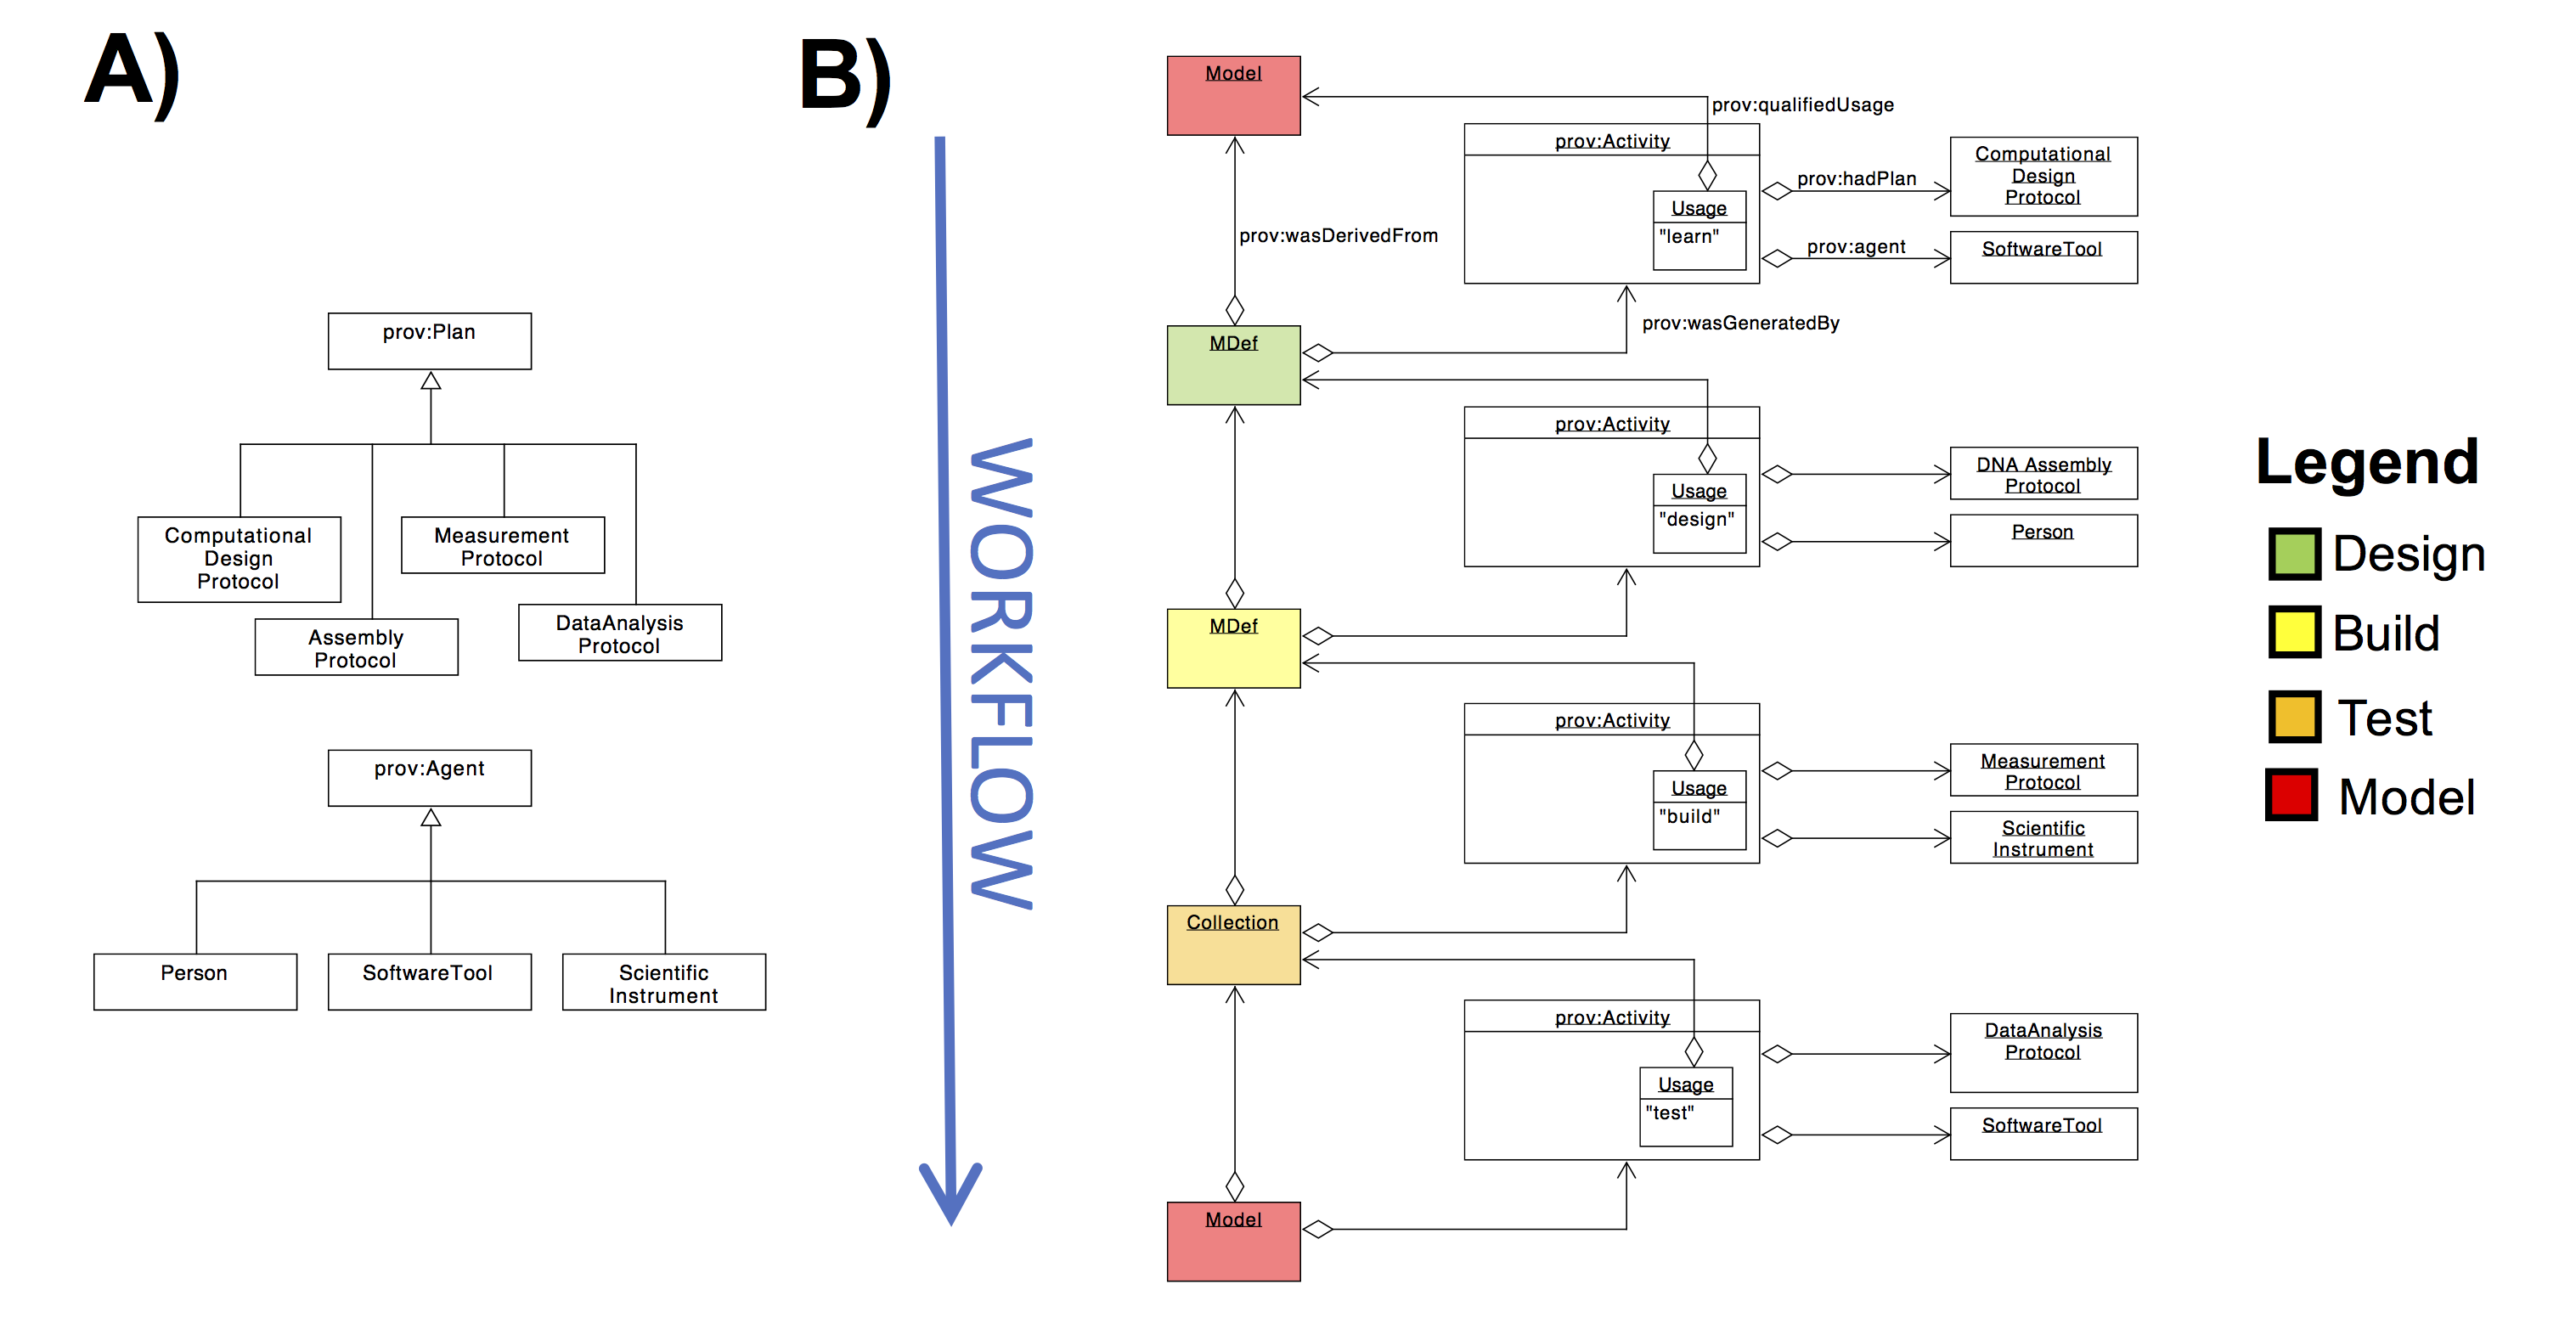 A)
prov:Plan
Computational
Design
Protocol
Measurement
Protocol
Assembly
Protocol
DataAnalysis
Protocol
prov:Agent
Person
SoftwareTool
Scientific
Instrument
B)
WORKFLOW
Model
prov:qualifiedUsage
prov:Activity
Usage
"learn"
prov:hadPlan
Computational
Design
Protocol
prov:agent
SoftwareTool
prov:wasDerivedFrom
prov:wasGeneratedBy
MDef
prov:Activity
Usage
"design"
DNA Assembly
Protocol
Person
MDef
prov:Activity
Usage
"build"
Measurement
Protocol
Scientific
Instrument
Collection
prov:Activity
Usage
"test"
DataAnalysis
Protocol
SoftwareTool
Model
Legend
Design
Build
Test
Model